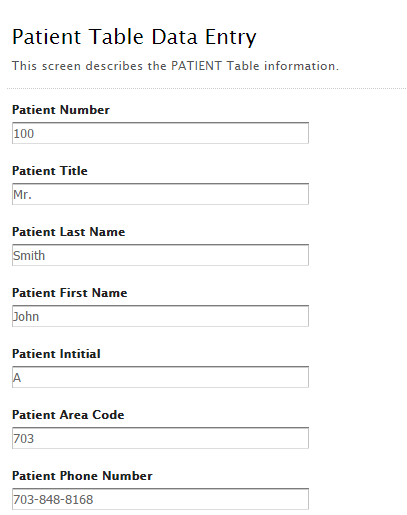 Patient Table Data Entry
This screen describes the PATIENT Table information.
Patient Number
100
Patient Title
Mr.
Patient Last Name
Smith
Patient First Name
John
Patient Intitial
A
Patient Area Code
703
Patient Phone Number
703-848-8168